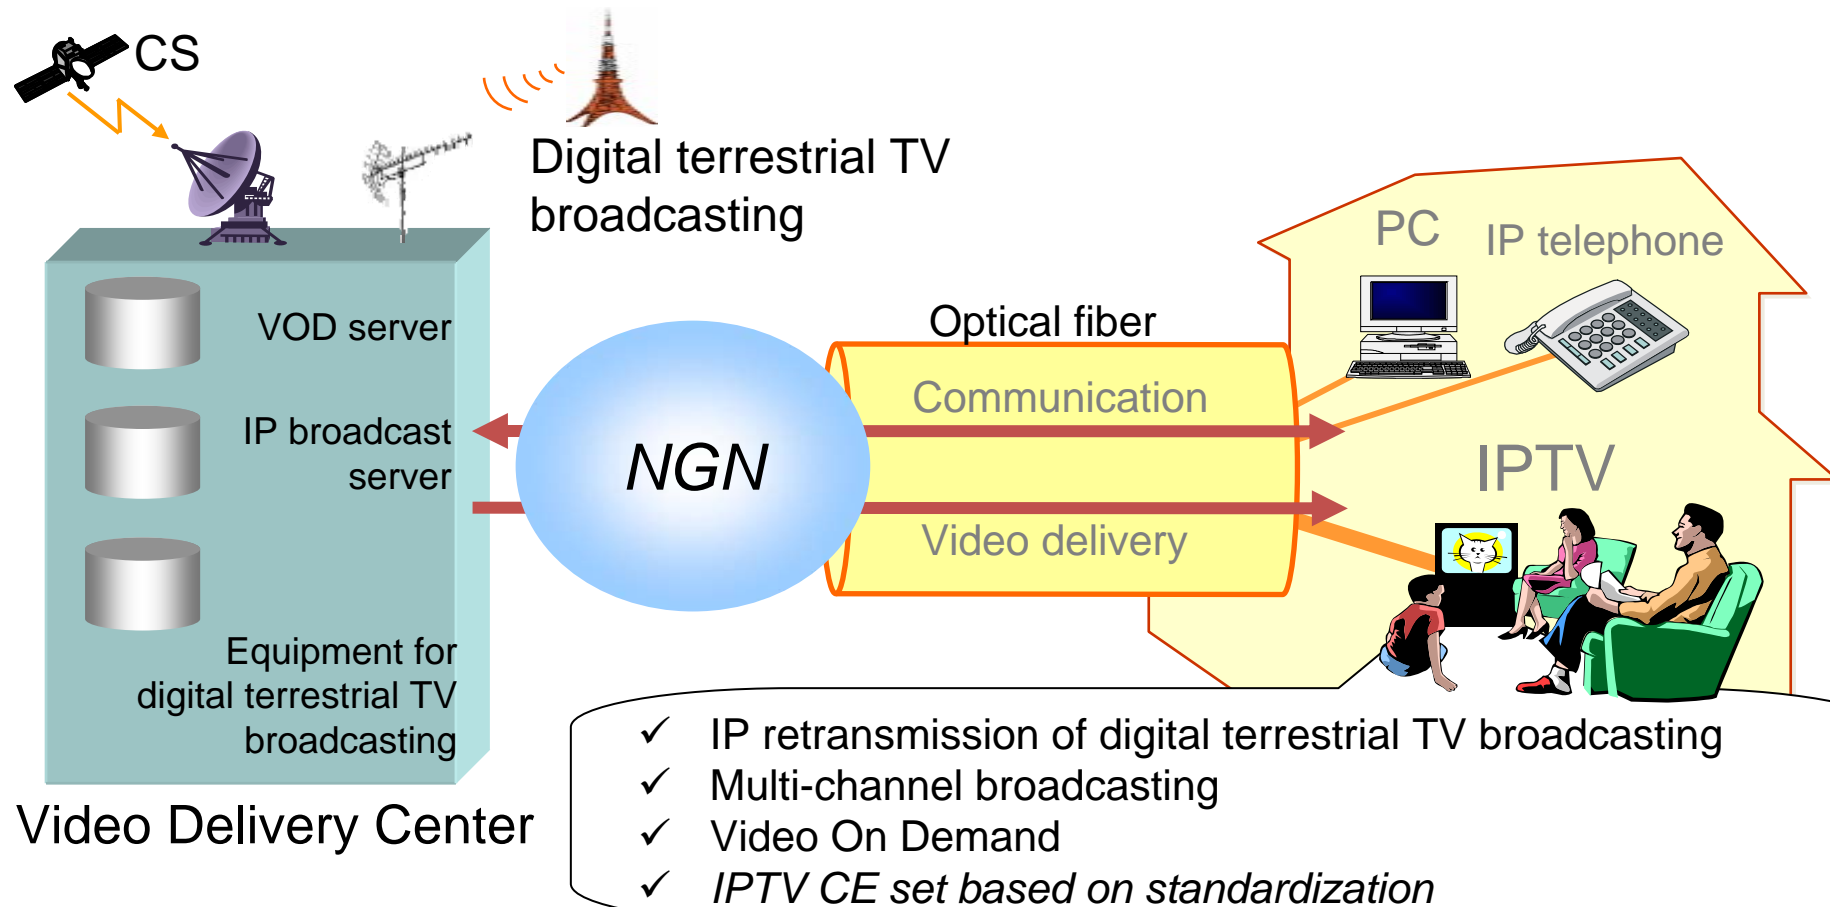 CS
Digital terrestrial TV
broadcasting
PC
IP telephone
VOD server
Optical fiber
Communication
IP broadcast
server
NGN
IPTV
Video delivery
Equipment for
digital terrestrial TV
broadcasting
Video Delivery Center
✓ IP retransmission of digital terrestrial TV broadcasting
✓ Multi-channel broadcasting
✓ Video On Demand
✓ IPTV CE set based on standardization